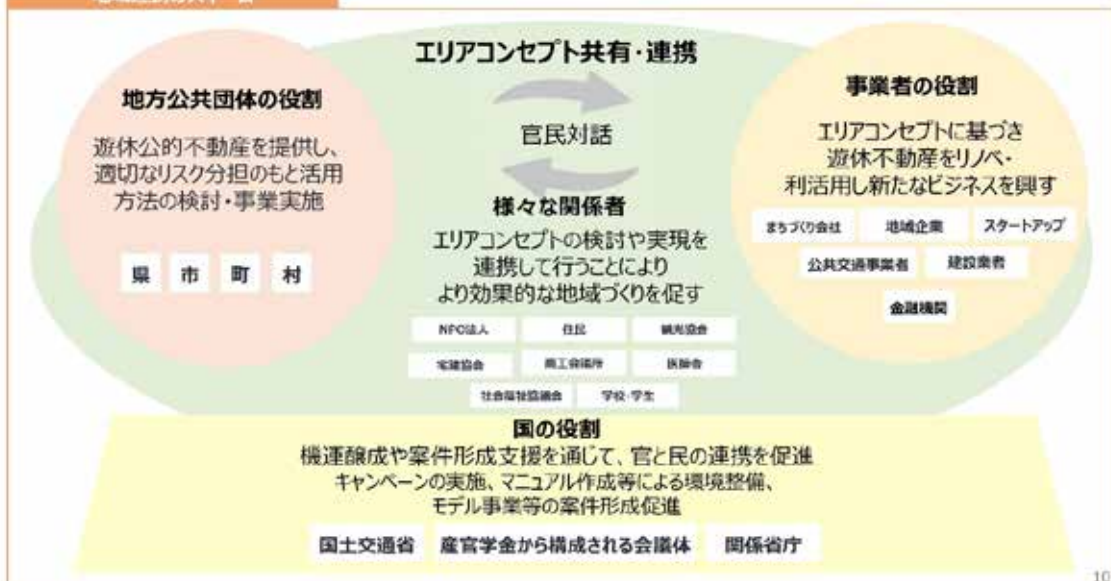 エリアコンセプト共有・連携
官民対話
地方公共団体の役割
遊休公的不動産を提供し、
適切なリスク分担のもと活用
方法の検討・事業実施
県 市 町 村
様々な関係者
エリアコンセプトの検討や実現を
連携して行うことにより
より効果的な地域づくりを促す
NPO法人 住民 観光協会
宅建協会 商工会議所 医師会
社会福祉協議会 学校・学生
事業者の役割
エリアコンセプトに基づき
遊休不動産をリノベ・
利活用し新たなビジネスを興す
まちづくり会社 地域企業 スタートアップ
公共交通事業者 建設業者
金融機関
国の役割
機運醸成や案件形成支援を通じて、官と民の連携を促進
キャンペーンの実施、マニュアル作成等による環境整備、
モデル事業等の案件形成促進
国土交通省 産官学金から構成される会議体 関係省庁
10